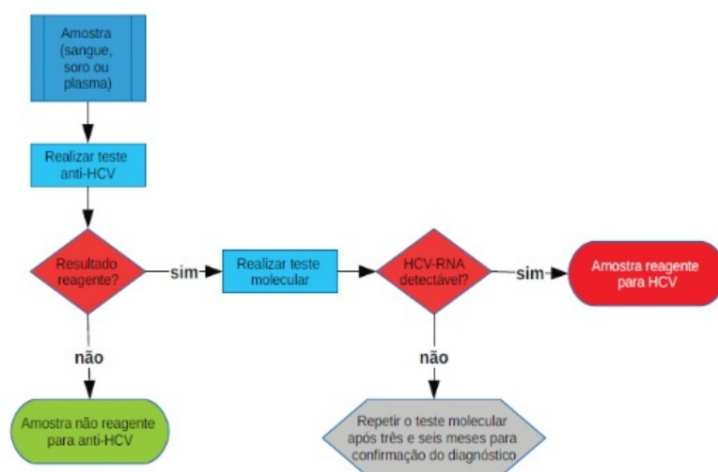 Amostra
(sangue,
soro ou
plasma)
Realizar teste
anti-HCV
Resultado
reagente?
sim
Realizar teste
molecular
HCV-RNA
detectável?
sim
Amostra reagente
para HCV
não
não
Amostra não reagente
para anti-HCV
Repetir o teste molecular
após três e seis meses para
confirmação do diagnóstico